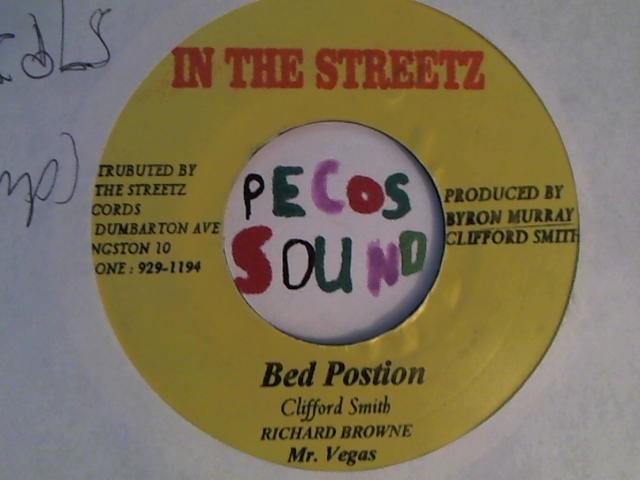 IN THE STREETZ
TRUBUTED BY
THE STREETZ
CORDS
DUMBARTON AVE
NGSTON 10
ONE : 929-1194
PECOS
SOUND
PRODUCED BY
BYRON MURRAY
CLIFFORD SMITH
Bed Postion
Clifford Smith
RICHARD BROWNE
Mr. Vegas